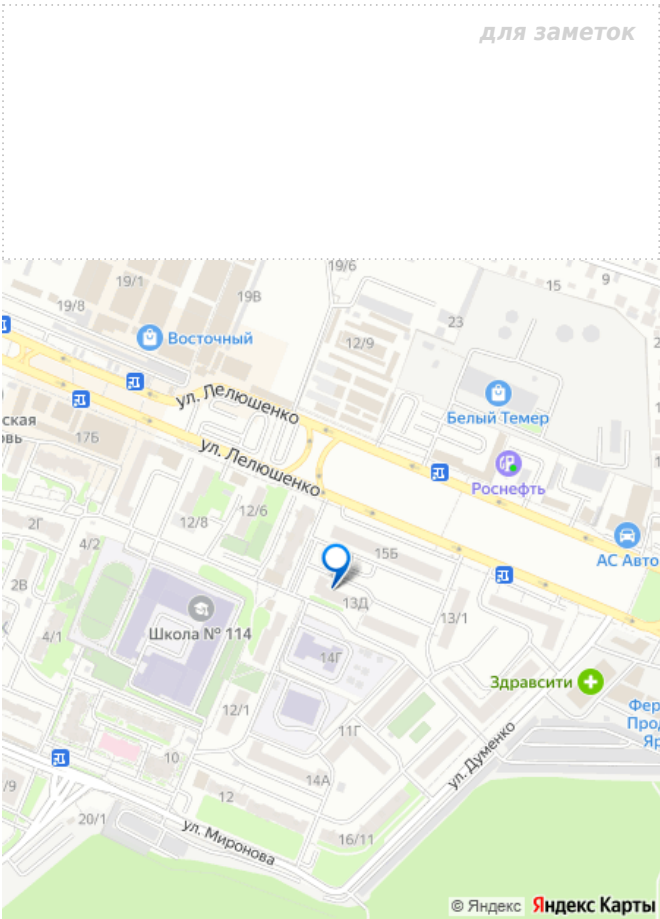 для заметок
19/6
19/1
15
9
19В
19/8
23
Восточный
12/9
ул. Лелюшенко
Белый Темер
17Б
ул. Лелюшенко
Роснефть
12/6
12/8
2Г
15Б
АС Авто
4/2
2В
13Д
13/1
Школа № 114
4/1
14Г
Здравсити
12/1
11Г
10
ул. Думенко
14А
12
20/1
ул. Миронова
16/11
© Яндекс
Яндекс Карты